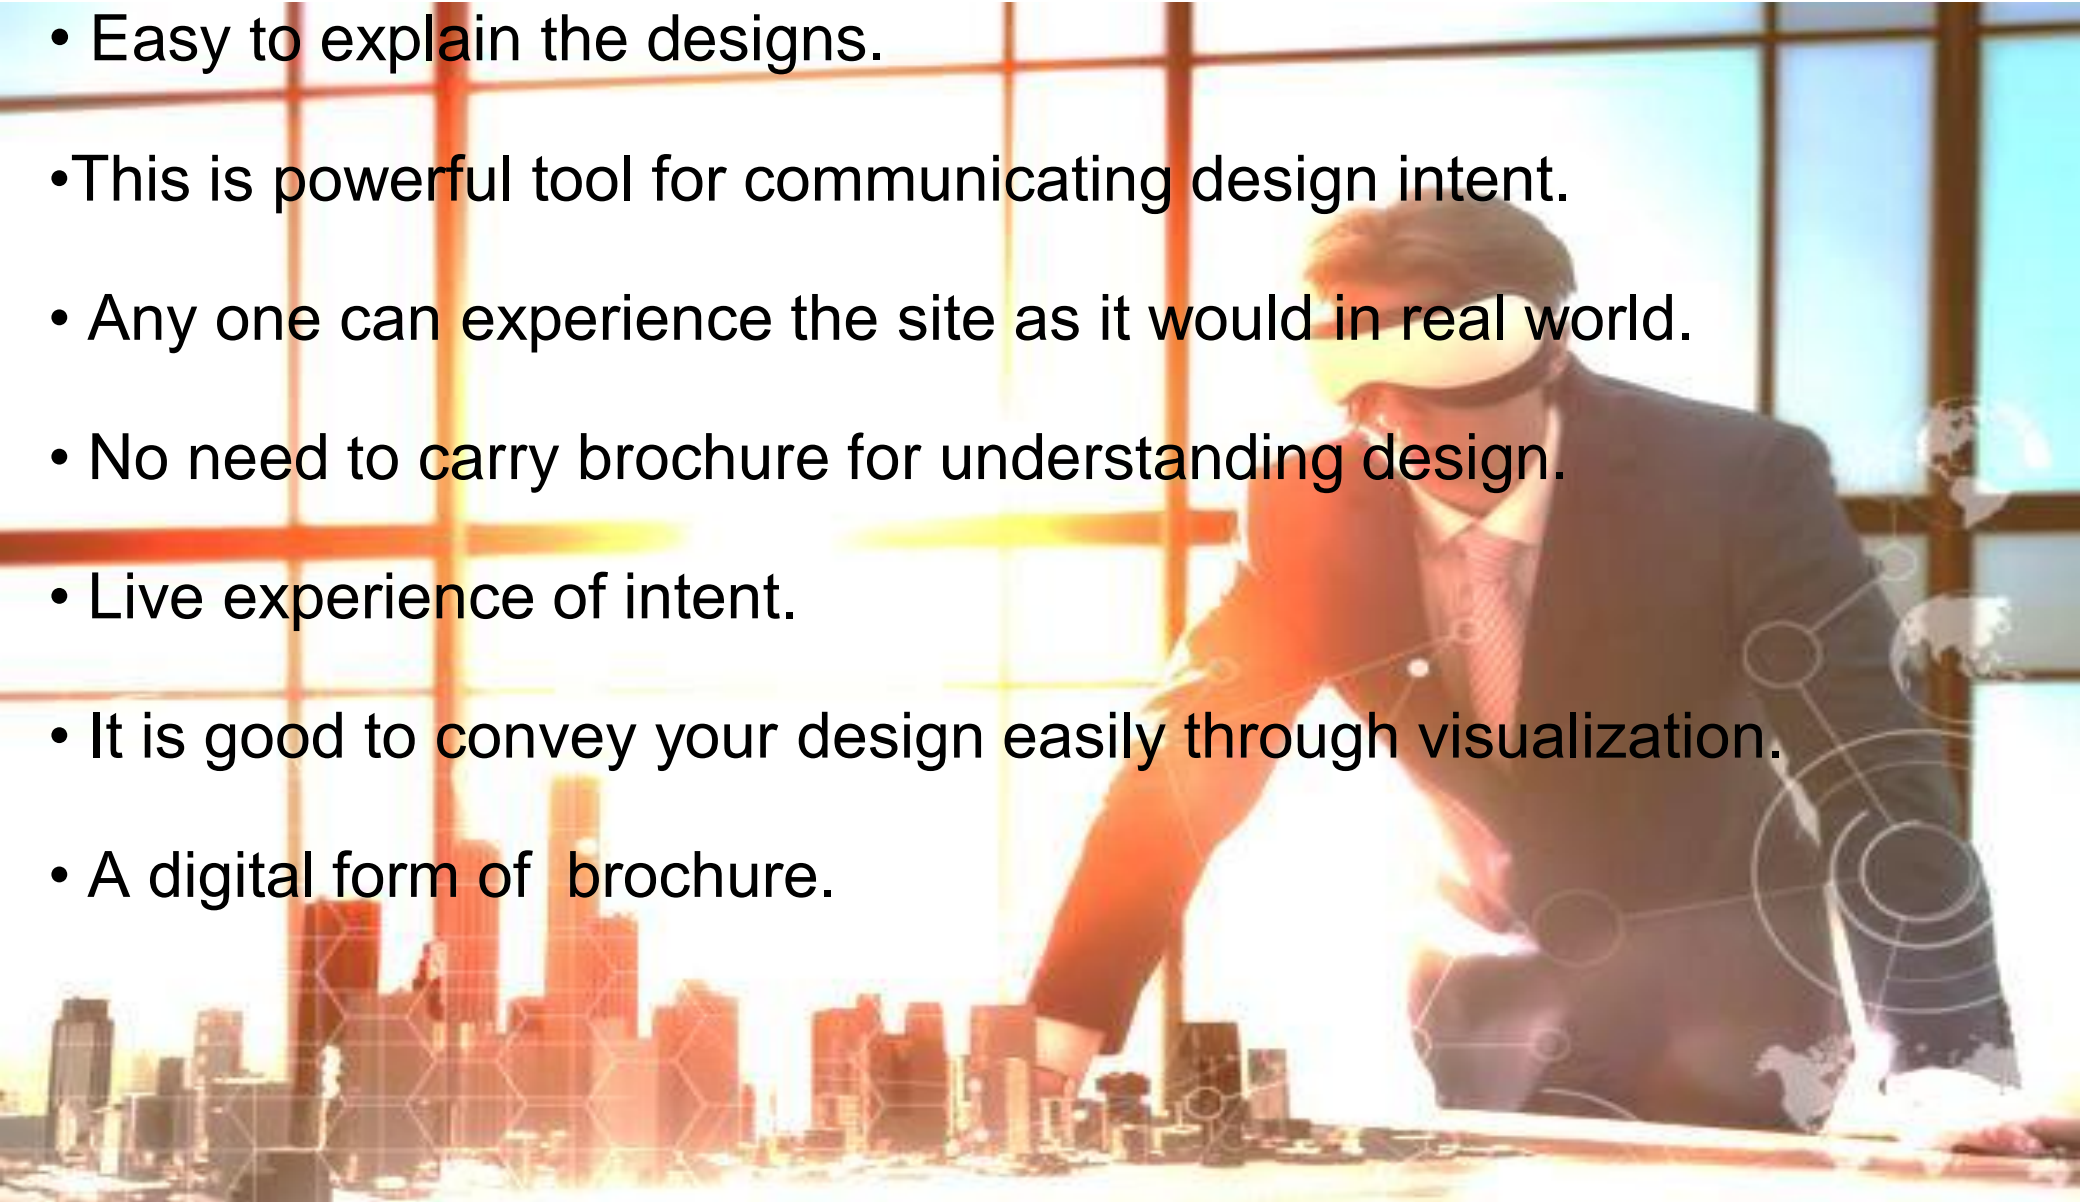 • Easy to explain the designs.
•This is powerful tool for communicating design intent.
• Any one can experience the site as it would in real world.
• No need to carry brochure for understanding design.
• Live experience of intent.
• It is good to convey your design easily through visualization.
• A digital form of  brochure.